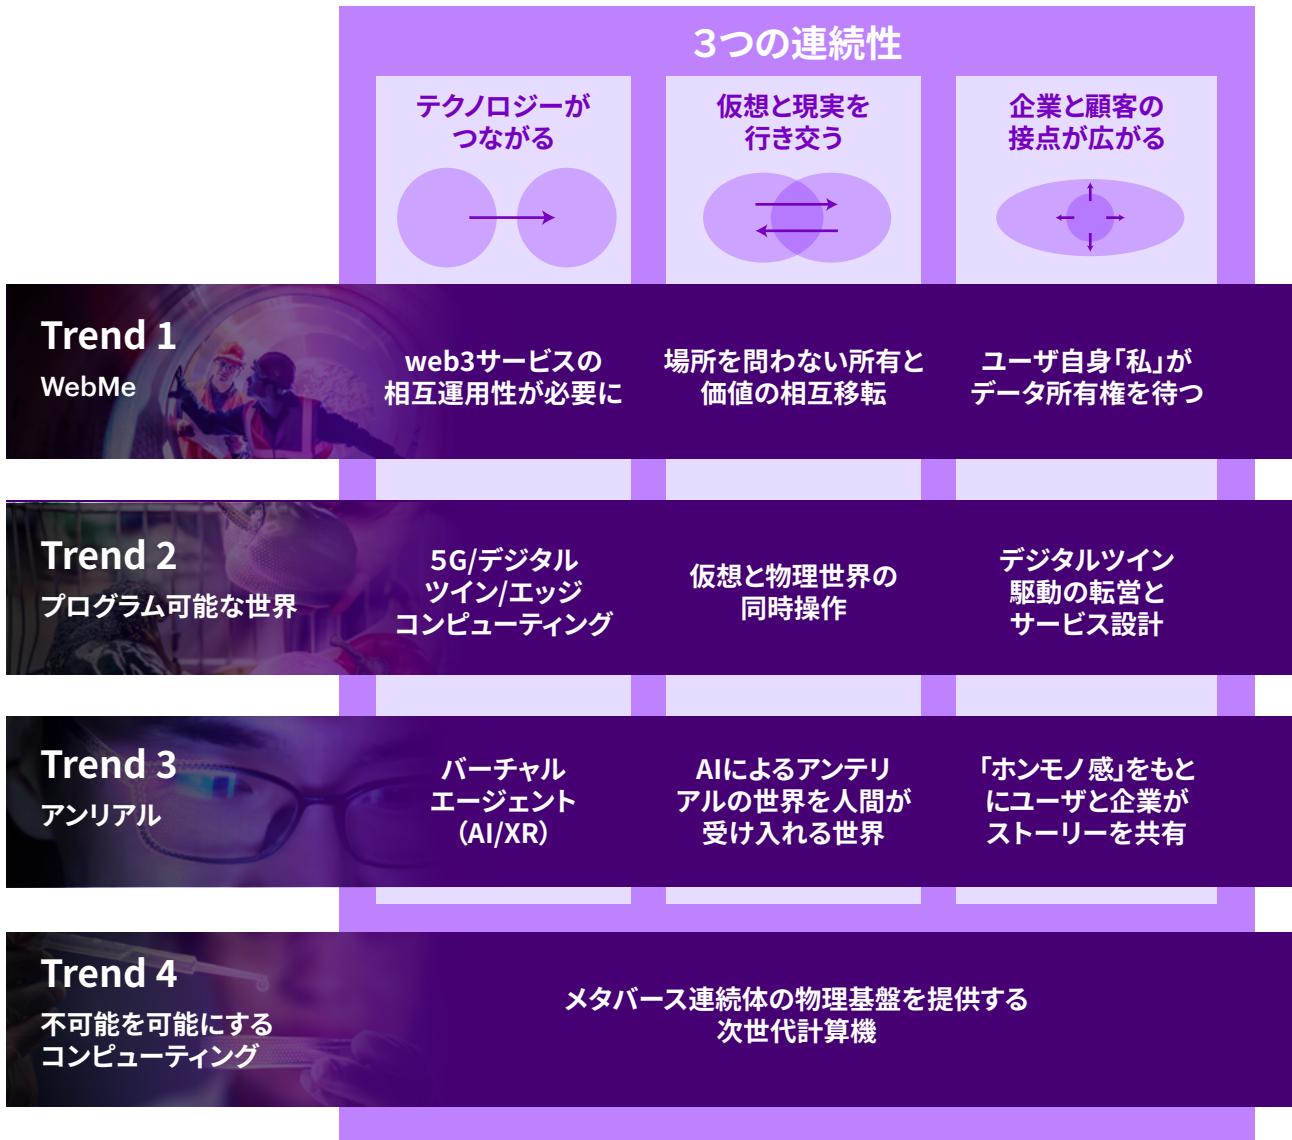 3つの連続性
テクノロジーが
つながる
仮想と現実を
行き交う
企業と顧客の
接点が広がる
Trend 1
WebMe
web3サービスの
相互運用性が必要に
場所を問わない所有と
価値の相互移転
ユーザ自身「私」が
データ所有権を待つ
Trend 2
プログラム可能な世界
5G/デジタル
ツイン/エッジ
コンピューティング
仮想と物理世界の
同時操作
デジタルツイン
駆動の転営と
サービス設計
Trend 3
アンリアル
バーチャル
エージェント
（AI/XR）
AIによるアンテリ
アルの世界を人間が
受け入れる世界
「ホンモノ感」をもと
にユーザと企業が
ストーリーを共有
Trend 4
不可能を可能にする
コンピューティング
メタバース連続体の物理基盤を提供する
次世代計算機